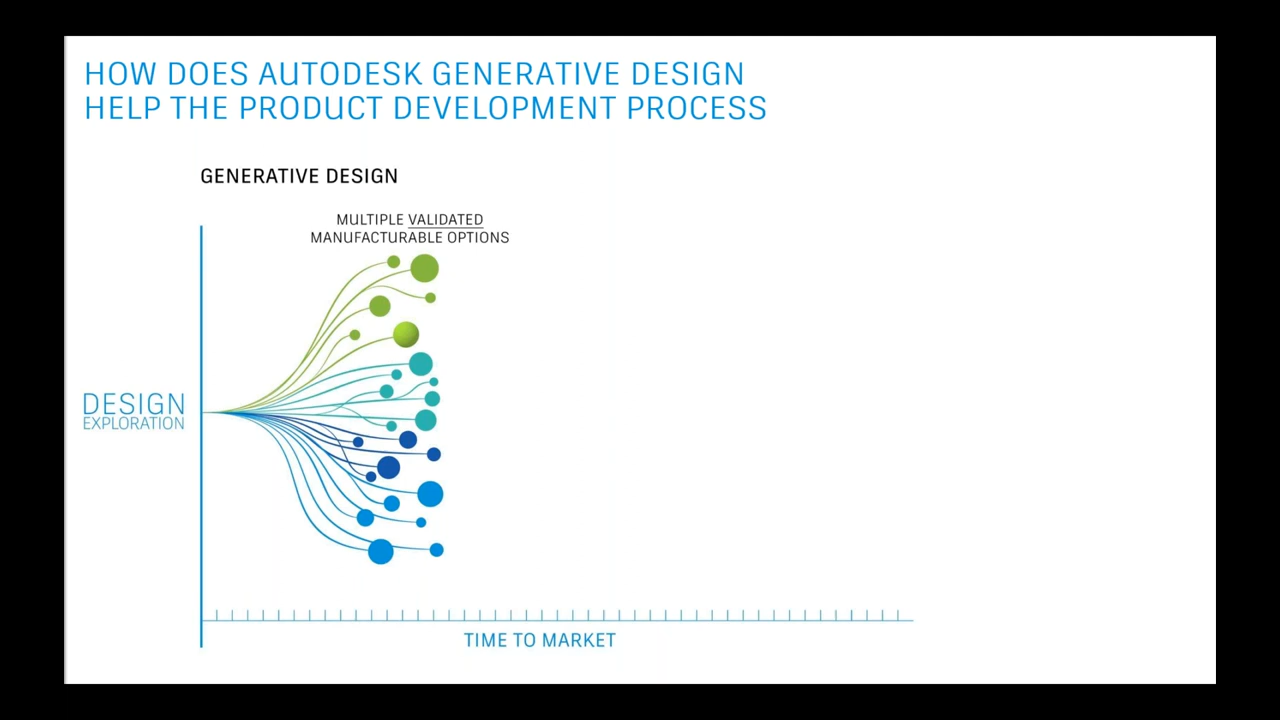 HOW DOES AUTODESK GENERATIVE DESIGN
HELP THE PRODUCT DEVELOPMENT PROCESS
GENERATIVE DESIGN
MULTIPLE VALIDATED
MANUFACTURABLE OPTIONS
DESIGN
EXPLORATION
TIME TO MARKET